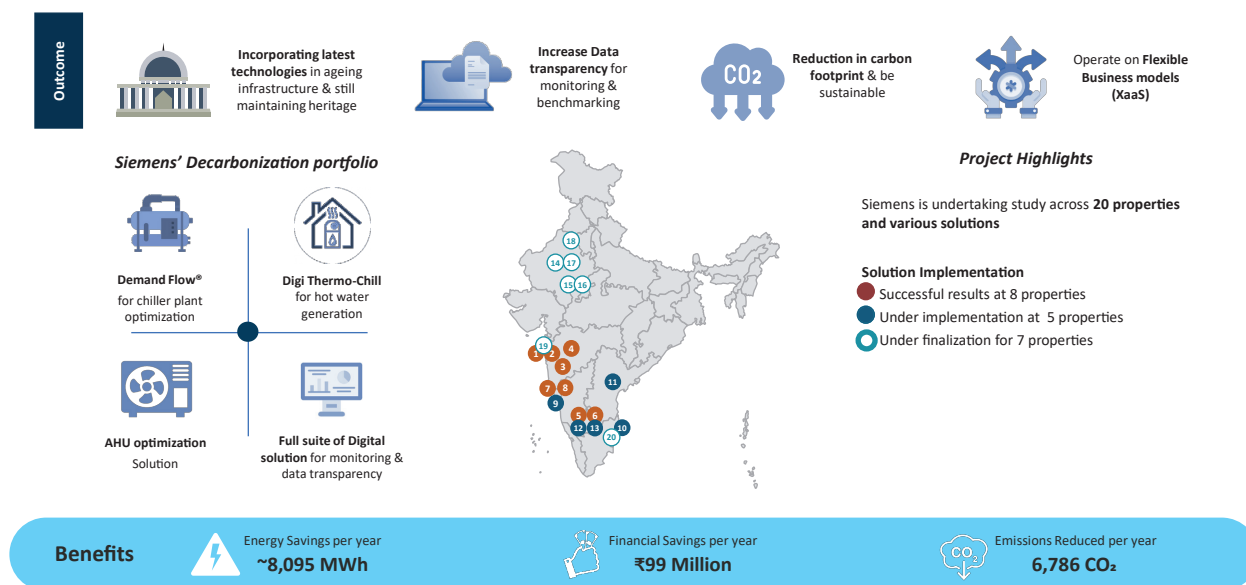 Outcome
Incorporating latest
technologies in ageing
infrastructure & still
maintaining heritage
Increase Data
transparency for
monitoring &
benchmarking
CO2
Reduction in carbon
footprint & be
sustainable
Operate on Flexible
Business models
(XaaS)
Siemens' Decarbonization portfolio
Demand Flow®
for chiller plant
optimization
Digi Thermo-Chill
for hot water
generation
AHU optimization
Solution
Full suite of Digital
solution for monitoring &
data transparency
18
14 17
15 16
19
1 2 4
3
7 8
11
9
5 6
12 13 10
20
Project Highlights
Siemens is undertaking study across 20 properties
and various solutions
Solution Implementation
Successful results at 8 properties
Under implementation at 5 properties
Under finalization for 7 properties
Benefits
Energy Savings per year
~8,095 MWh
Financial Savings per year
₹99 Million
CO2
Emissions Reduced per year
6,786 CO₂